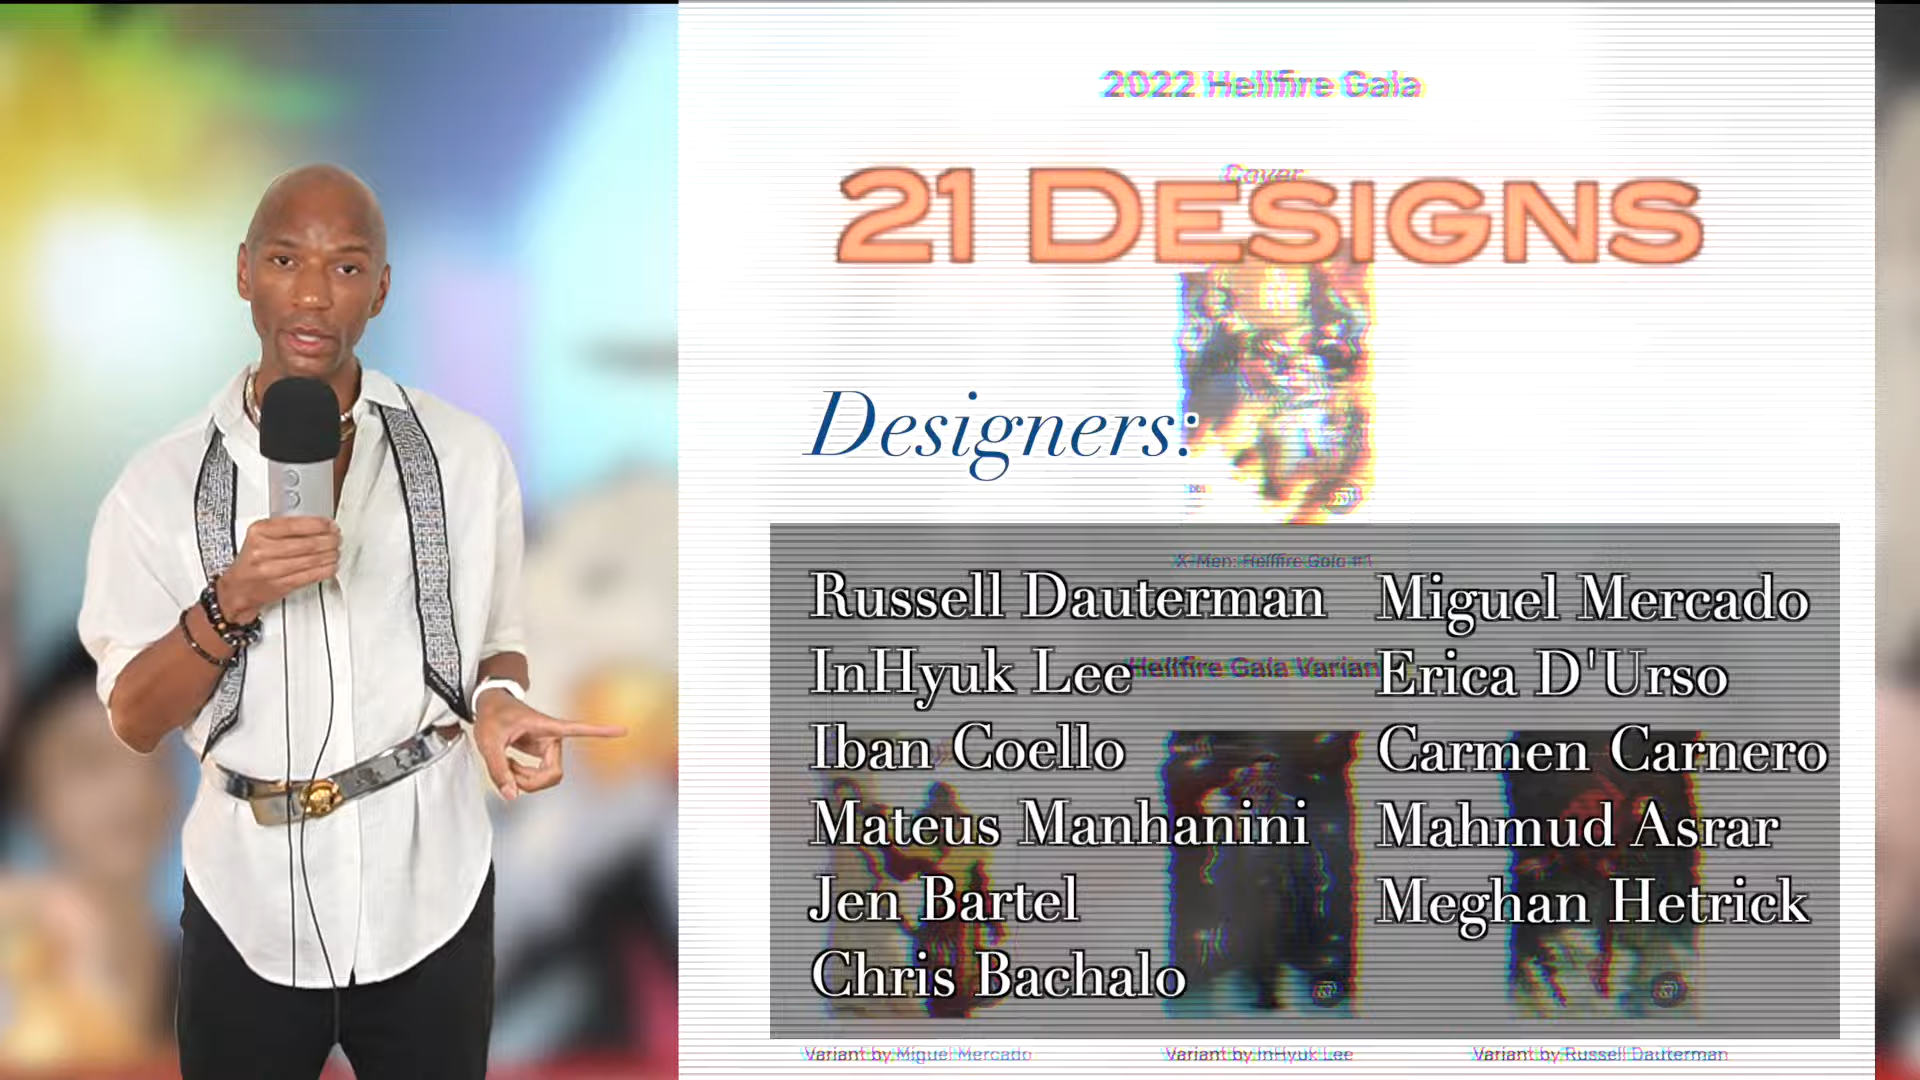 2022 Hellfire Gala
Cover
21 DESIGNS
Designers:
X-Men: Hellfire Gala #1
Russell Dauterman
Miguel Mercado
Hellfire Gala Varian
InHyuk Lee
Erica D'Urso
Iban Coello
Carmen Carnero
Mateus Manhanini
Mahmud Asrar
Jen Bartel
Meghan Hetrick
Chris Bachalo
Variant by Miguel Mercado
Variant by InHyuk Lee
Variant by Russell Dauterman